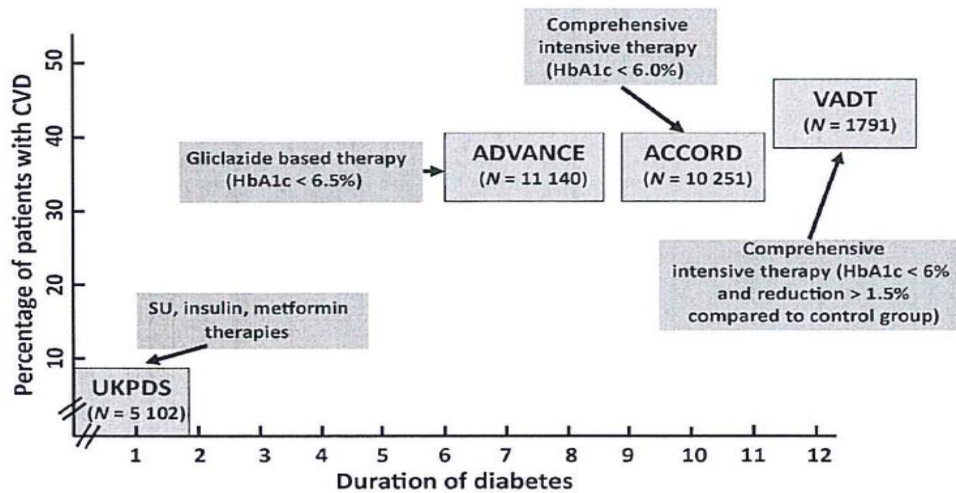 Comprehensive
intensive therapy
(HbA1c < 6.0%)
Percentage of patients with CVD
50
40
30
20
10
VADT
(N = 1791)
Gliclazide based therapy
(HbA1c < 6.5%)
ADVANCE
(N = 11 140)
ACCORD
(N = 10 251)
Comprehensive
intensive therapy (HbA1c < 6%
and reduction > 1.5%
compared to control group)
SU, insulin, metformin
therapies
UKPDS
(N = 5 102)
1 2 3 4 5 6 7 8 9 10 11 12
Duration of diabetes